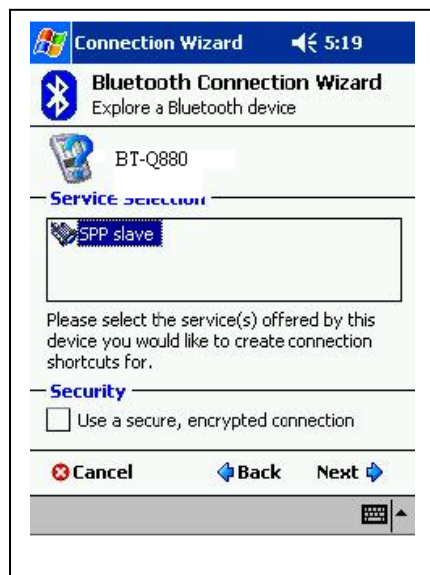 Connection Wizard 5:19
Bluetooth Connection Wizard
Explore a Bluetooth device
BT-Q880
Service Selection
SPP slave
Please select the service(s) offered by this
device you would like to create connection
shortcuts for.
Security
Use a secure, encrypted connection
Cancel Back Next